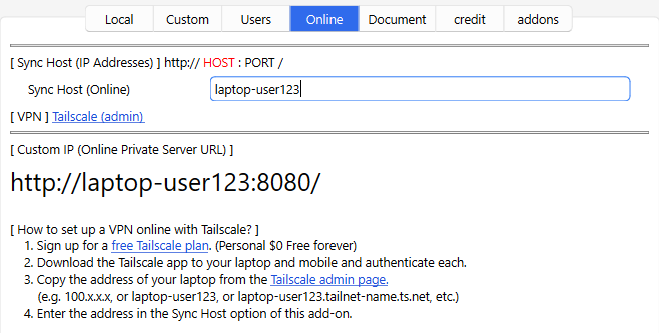 Local Custom Users Online Document credit addons
[ Sync Host (IP Addresses) ] http:// HOST : PORT /
Sync Host (Online) laptop-user123
[ VPN ] Tailscale (admin)
[ Custom IP (Online Private Server URL) ]
http://laptop-user123:8080/
[ How to set up a VPN online with Tailscale? ]
1. Sign up for a free Tailscale plan. (Personal $0 Free forever)
2. Download the Tailscale app to your laptop and mobile and authenticate each.
3. Copy the address of your laptop from the Tailscale admin page.
(e.g. 100.x.x.x, or laptop-user123, or laptop-user123.tailnet-name.ts.net, etc.)
4. Enter the address in the Sync Host option of this add-on.